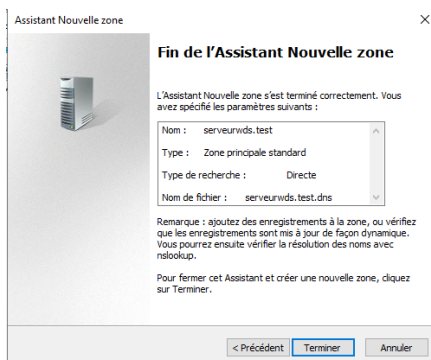 Assistant Nouvelle zone
Fin de l'Assistant Nouvelle zone
L'Assistant Nouvelle zone s'est terminé correctement. Vous
avez spécifié les paramètres suivants :
Nom : serveurwds.test
Type : Zone principale standard
Type de recherche : Directe
Nom de fichier : serveurwds.test.dns
Remarque : ajoutez des enregistrements à la zone, ou vérifiez
que les enregistrements sont mis à jour de façon dynamique.
Vous pourrez ensuite vérifier la résolution des noms avec
nslookup.
Pour fermer cet Assistant et créer une nouvelle zone, cliquez
sur Terminer.
< Précédent Terminer Annuler